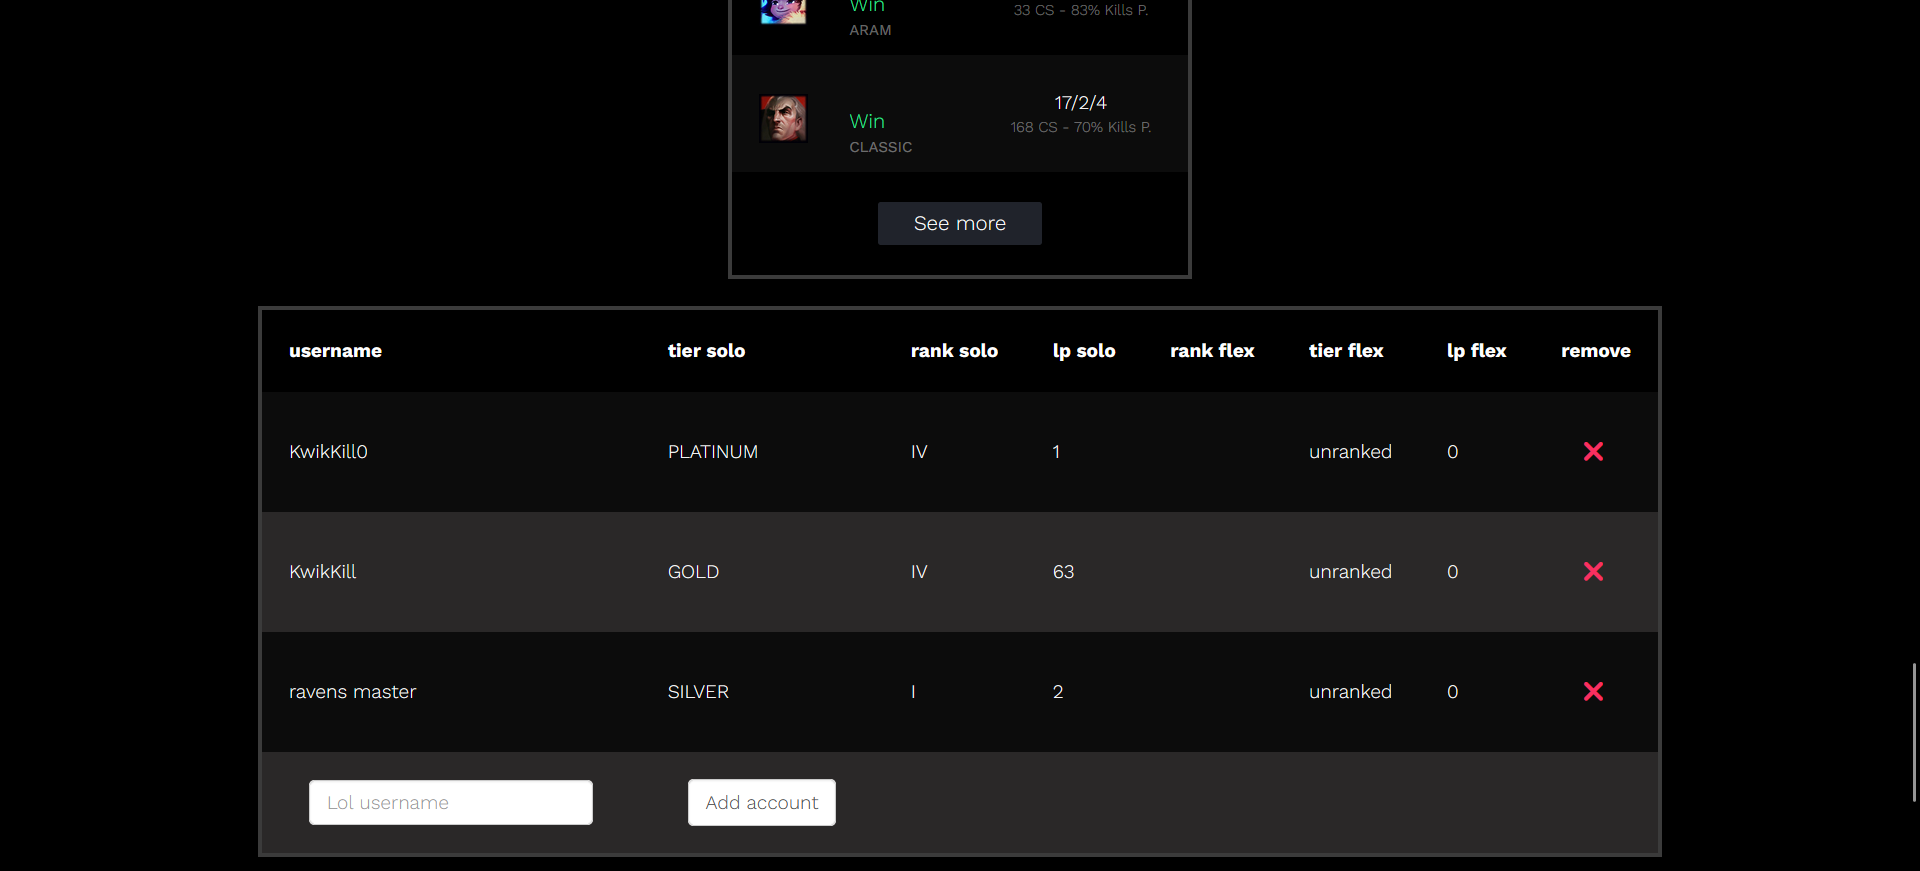 Win
33 CS - 83% Kills P.
ARAM
17/2/4
Win
168 CS - 70% Kills P.
CLASSIC
See more
username tier solo rank solo lp solo rank flex tier flex lp flex remove
KwikKill0 PLATINUM IV 1 unranked 0
KwikKill GOLD IV 63 unranked 0
ravens master SILVER I 2 unranked 0
Lol username Add account